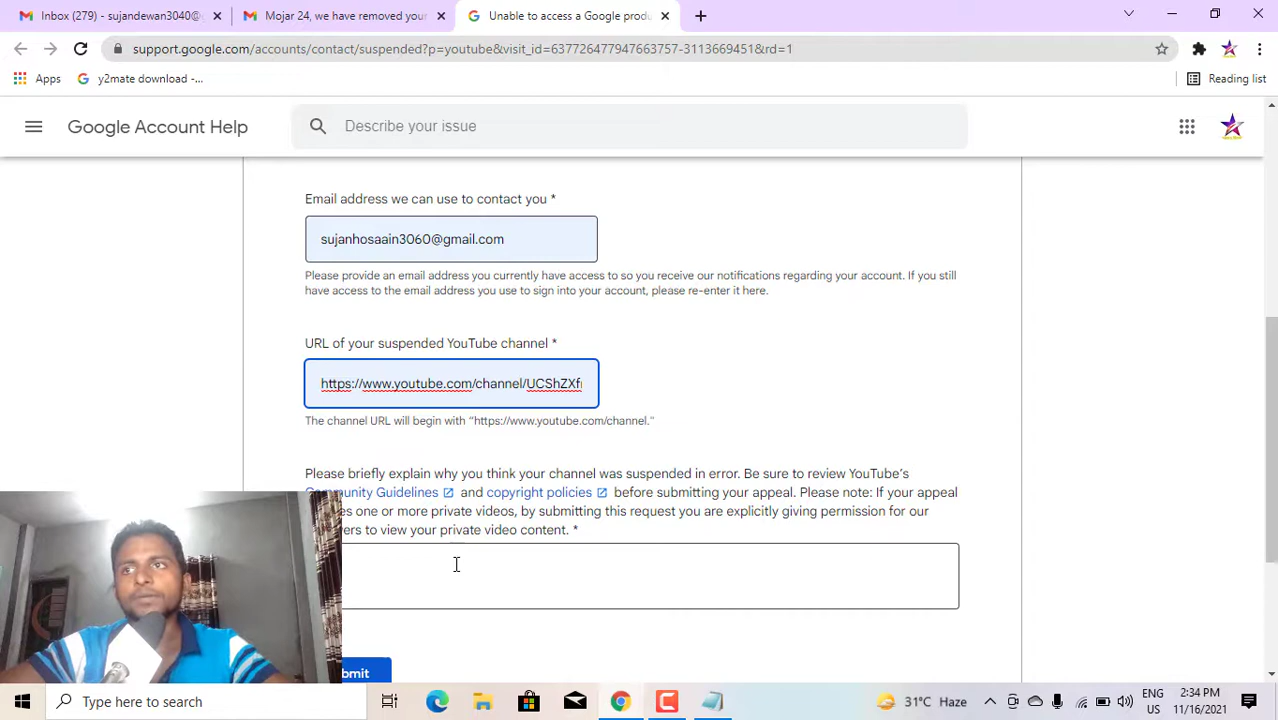 Inbox (279) - sujandewan3040@
Mojar 24, we have removed your
Unable to access a Google produ
support.google.com/accounts/contact/suspended?p=youtube&visit_id=637726477947663757-3113669451&rd=1
Apps
y2mate download -...
Reading list
Google Account Help
Describe your issue
Email address we can use to contact you *
sujanhosaain3060@gmail.com
Please provide an email address you currently have access to so you receive our notifications regarding your account. If you still
have access to the email address you use to sign into your account, please re-enter it here.
URL of your suspended YouTube channel *
https://www.youtube.com/channel/UCShZXf
The channel URL will begin with “https://www.youtube.com/channel."
Please briefly explain why you think your channel was suspended in error. Be sure to review YouTube's
Community Guidelines and copyright policies before submitting your appeal. Please note: If your appeal
es one or more private videos, by submitting this request you are explicitly giving permission for our
ers to view your private video content. *
bmit
Type here to search
31°C Haze
ENG
US
2:34 PM
11/16/2021